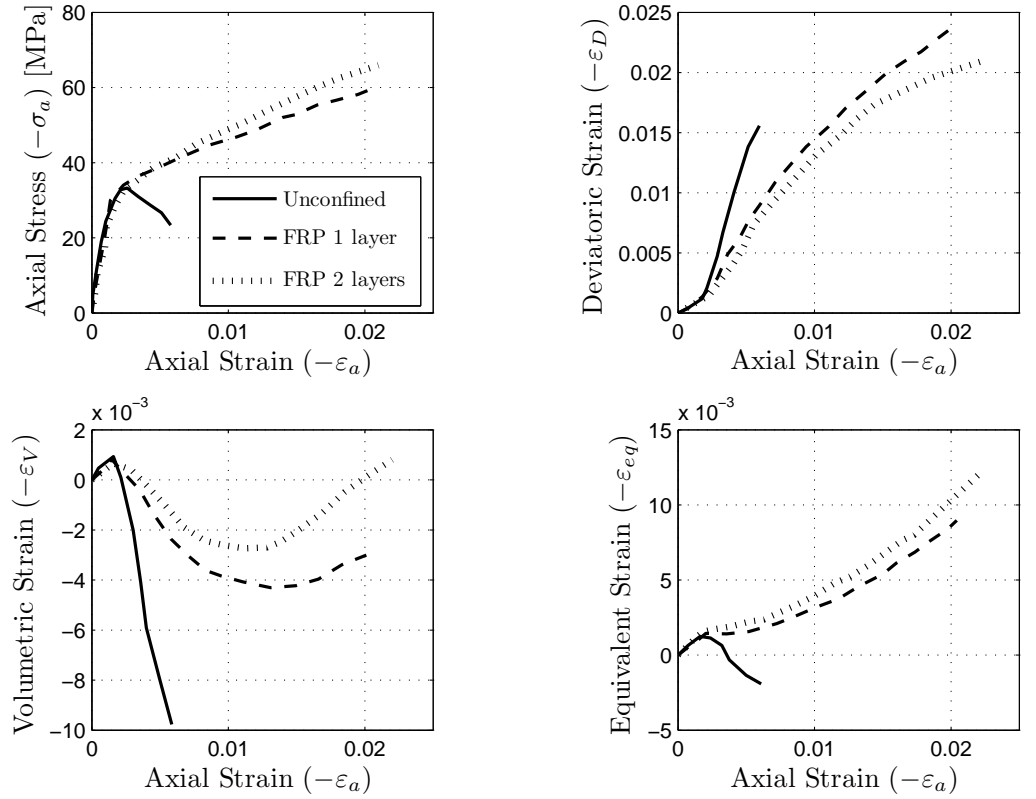 Axial Stress (−σₐ) [MPa]
80
60
40
20
0
0
0.01
0.02
Axial Strain (−εₐ)
Unconfined
FRP 1 layer
FRP 2 layers
Deviatoric Strain (−ε_D)
0.025
0.02
0.015
0.01
0.005
0
0
0.01
0.02
Axial Strain (−εₐ)
Volumetric Strain (−ε_V)
x 10⁻³
2
0
−2
−4
−6
−8
−10
0
0.01
0.02
Axial Strain (−εₐ)
Equivalent Strain (−ε_eq)
x 10⁻³
15
10
5
0
−5
0
0.01
0.02
Axial Strain (−εₐ)